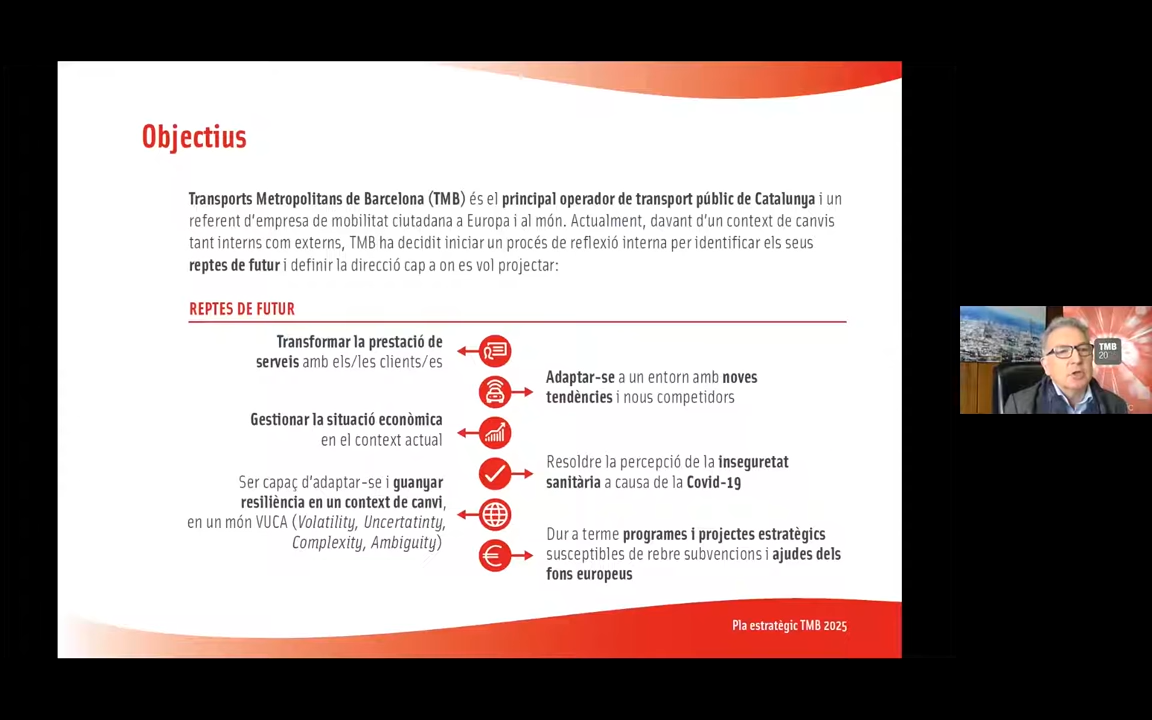 Objectius
Transports Metropolitans de Barcelona (TMB) és el principal operador de transport públic de Catalunya i un
referent d'empresa de mobilitat ciutadana a Europa i al món. Actualment, davant d'un context de canvis
tant interns com externs, TMB ha decidit iniciar un procés de reflexió interna per identificar els seus
reptes de futur i definir la direcció cap a on es vol projectar:
REPTES DE FUTUR
Transformar la prestació de
serveis amb els/les clients/es
Adaptar-se a un entorn amb noves
tendències i nous competidors
Gestionar la situació econòmica
en el context actual
Resoldre la percepció de la inseguretat
sanitària a causa de la Covid-19
Ser capaç d'adaptar-se i guanyar
resiliència en un context de canvi,
en un món VUCA (Volatility, Uncertatinty,
Complexity, Ambiguity)
Dur a terme programes i projectes estratègics
susceptibles de rebre subvencions i ajudes dels
fons europeus
Pla estratègic TMB 2025
TMB
20